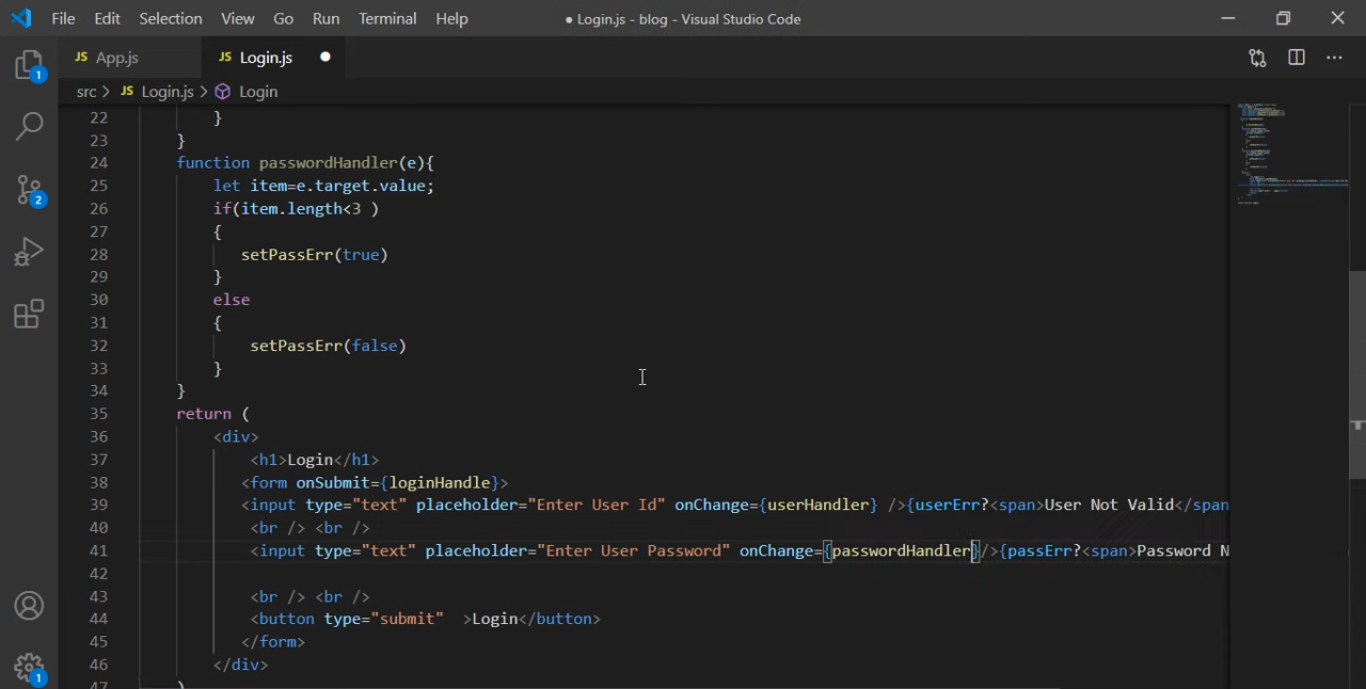 File Edit Selection View Go Run Terminal Help ● Login.js - blog - Visual Studio Code
JS App.js JS Login.js ●
1
src > JS Login.js > Login
22 }
23 }
24 function passwordHandler(e){
25 let item=e.target.value;
2
26 if(item.length<3 )
27 {
28 setPassErr(true)
29 }
30 else
31 {
32 setPassErr(false)
33 }
34 }
35 return (
36 <div>
37 <h1>Login</h1>
38 <form onSubmit={loginHandle}>
39 <input type="text" placeholder="Enter User Id" onChange={userHandler} />{userErr?<span>User Not Valid</span
40 <br /> <br />
41 <input type="text" placeholder="Enter User Password" onChange={passwordHandler}/>{passErr?<span>Password N
42
43 <br /> <br />
44 <button type="submit" >Login</button>
45 </form>
46 </div>
1
47 )